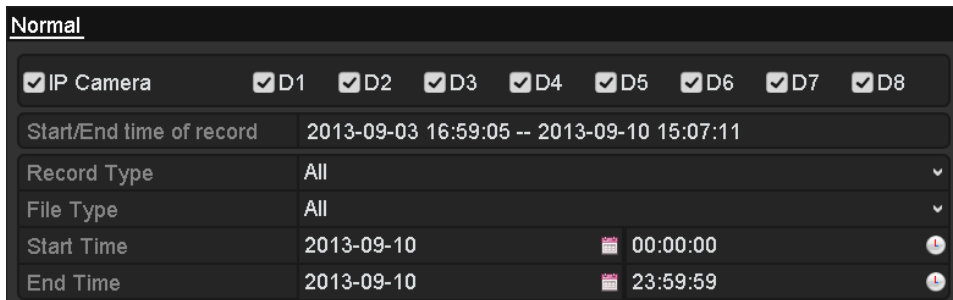 Normal
IP Camera D1 D2 D3 D4 D5 D6 D7 D8
Start/End time of record 2013-09-03 16:59:05 -- 2013-09-10 15:07:11
Record Type All
File Type All
Start Time 2013-09-10 00:00:00
End Time 2013-09-10 23:59:59